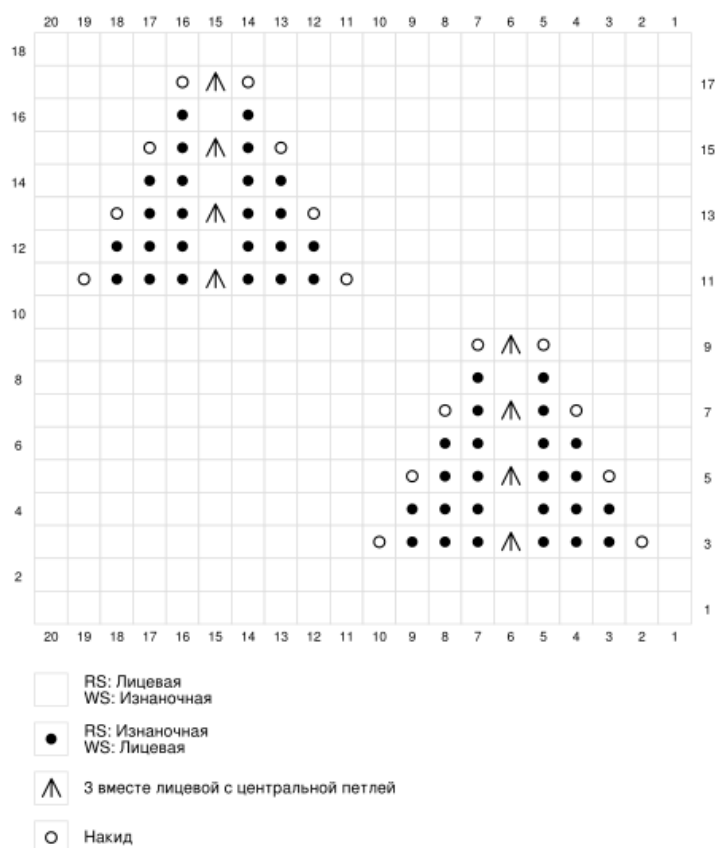 20 19 18 17 16 15 14 13 12 11 10 9 8 7 6 5 4 3 2 1
18
17
16
15
14
13
12
11
10
9
8
7
6
5
4
3
2
1
20 19 18 17 16 15 14 13 12 11 10 9 8 7 6 5 4 3 2 1
RS: Лицевая
WS: Изнаночная
RS: Изнаночная
WS: Лицевая
3 вместе лицевой с центральной петлей
Накид